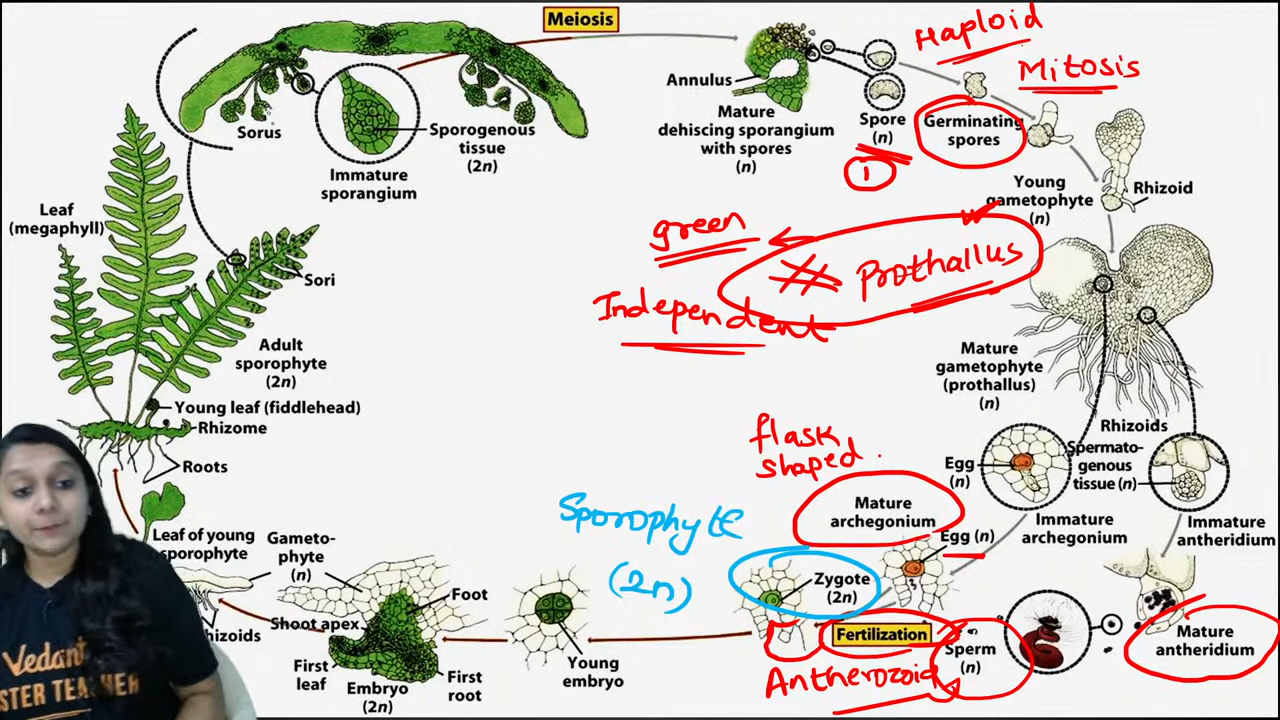 Meiosis
Haploid
Mitosis
Annulus
Mature
dehiscing sporangium
with spores
(n)
Spore
(n)
1
Germinating
spores
Sorus
Sporogenous
tissue
(2n)
Immature
sporangium
Young
gametophyte
(n)
Rhizoid
Leaf
(megaphyll)
green
# Prothallus
Independent
Sori
Adult
sporophyte
(2n)
Mature
gametophyte
(prothallus)
(n)
Young leaf (fiddlehead)
Rhizome
Roots
Rhizoids
flask
shaped.
Egg
(n)
Spermato-
genous
tissue (n)
Mature
archegonium
Immature
archegonium
Immature
antheridium
Sporophyte
(2n)
Egg (n)
Leaf of young
sporophyte
Gameto-
phyte
(n)
Zygote
(2n)
Foot
Shoot apex
hizoids
Fertilization
Sperm
(n)
Mature
antheridium
First
leaf
Embryo
(2n)
First
root
Young
embryo
Antherozoid
Vedant
STER TEACHER